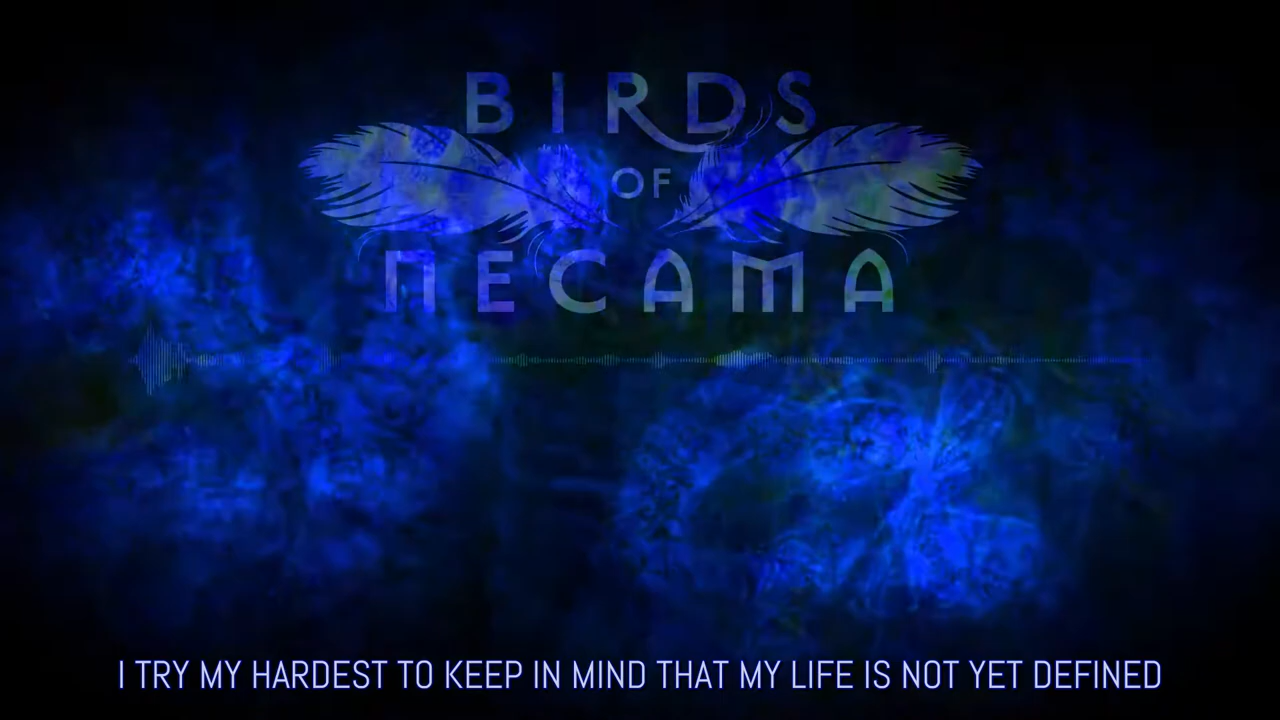 BIRDS
OF
NECAMA
I TRY MY HARDEST TO KEEP IN MIND THAT MY LIFE IS NOT YET DEFINED